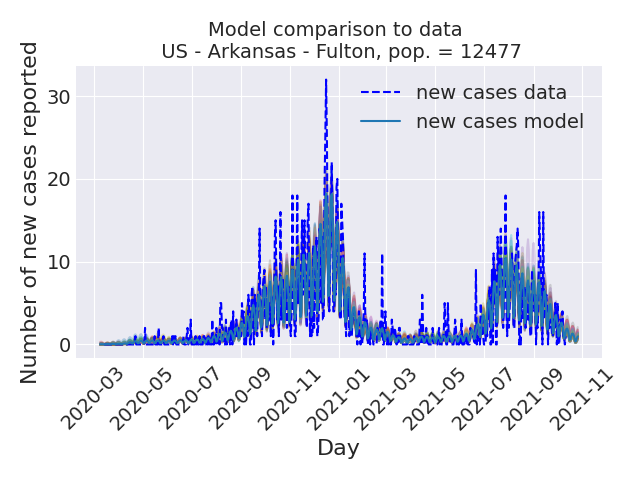 Model comparison to data
US - Arkansas - Fulton, pop. = 12477
Number of new cases reported
30
20
10
0
new cases data
new cases model
2020-03
2020-05
2020-07
2020-09
2020-11
2021-01
2021-03
2021-05
2021-07
2021-09
2021-11
Day